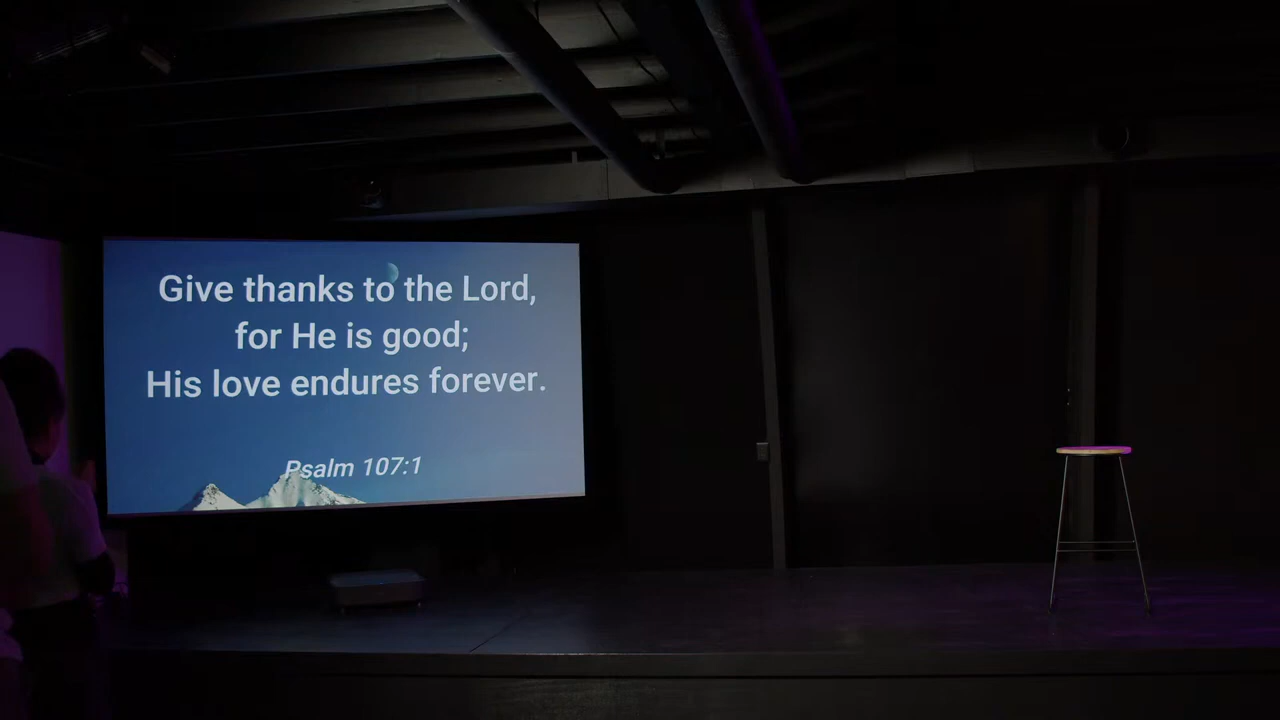 Give thanks to the Lord,
for He is good;
His love endures forever.
Psalm 107:1